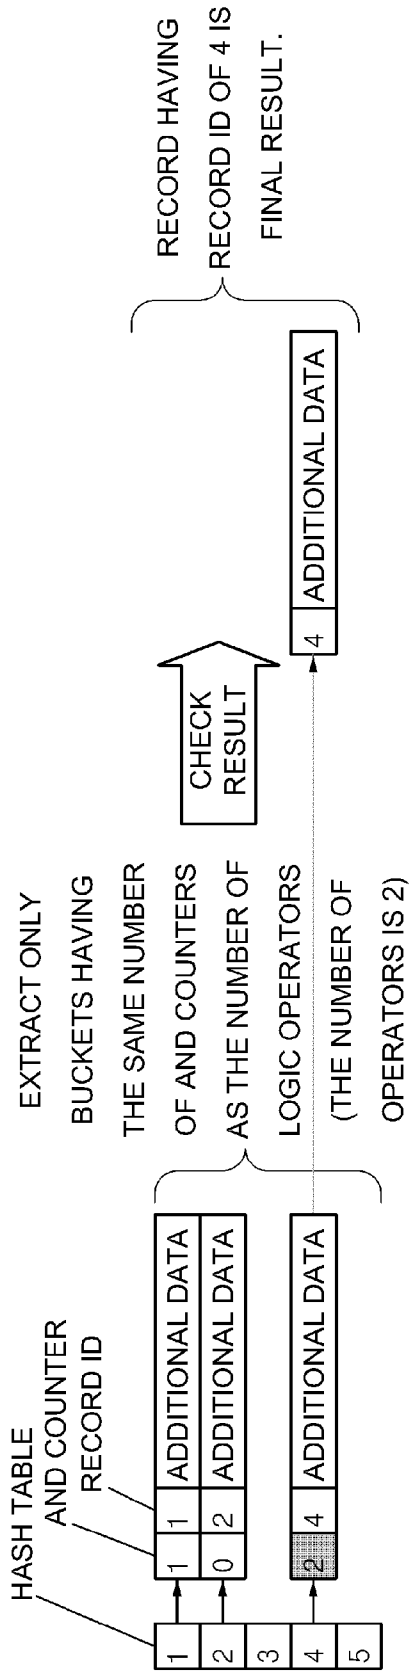 HASH TABLE
AND COUNTER
RECORD ID
1
2
3
4
5
1 1 ADDITIONAL DATA
0 2 ADDITIONAL DATA
2 4 ADDITIONAL DATA
EXTRACT ONLY
BUCKETS HAVING
THE SAME NUMBER
OF AND COUNTERS
AS THE NUMBER OF
LOGIC OPERATORS
(THE NUMBER OF
OPERATORS IS 2)
CHECK
RESULT
4 ADDITIONAL DATA
RECORD HAVING
RECORD ID OF 4 IS
FINAL RESULT.